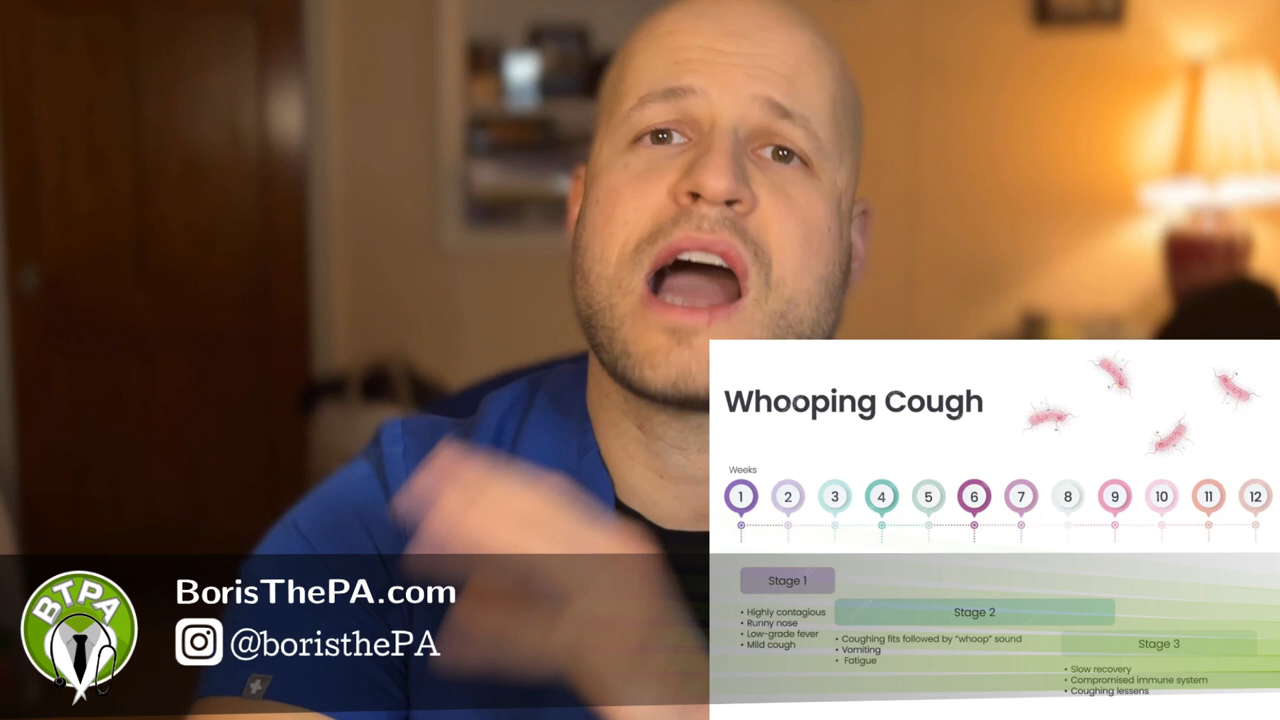 Whooping Cough
Weeks
1 2 3 4 5 6 7 8 9 10 11 12
Stage 1
• Highly contagious
• Runny nose
• Low-grade fever
• Mild cough
Stage 2
• Coughing fits followed by “whoop” sound
• Vomiting
• Fatigue
Stage 3
• Slow recovery
• Compromised immune system
• Coughing lessens
BTPA
BorisThePA.com
@boristhePA